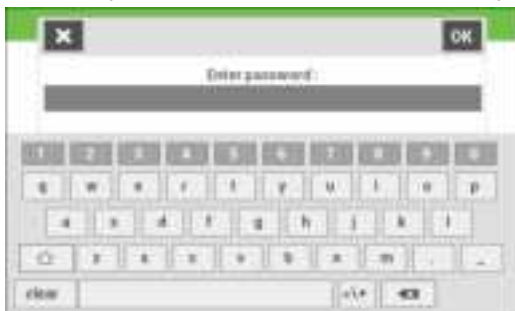 OK
Enter password:
1 2 3 4 5 6 7 8 9 0
q w e r t y u i o p
a s d f g h j k l
z x c v b n m . _
clear